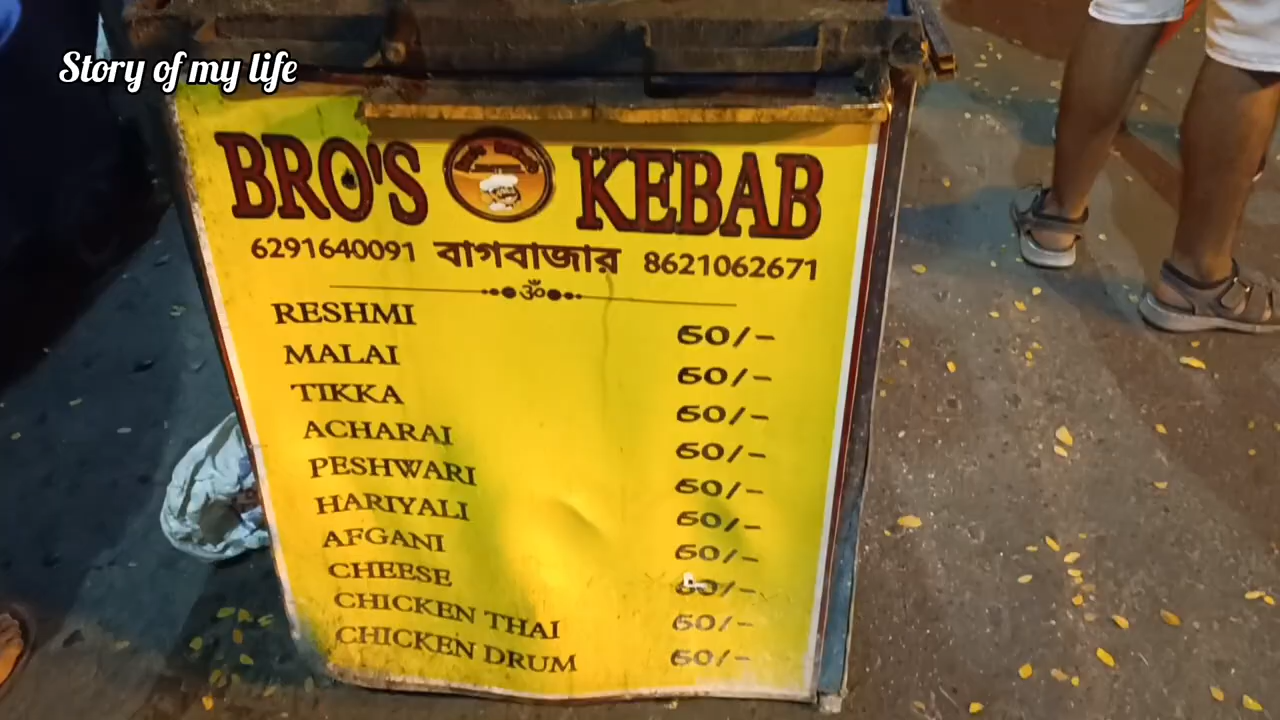 Story of my life
BRO'S KEBAB
6291640091 বাগবাজার 8621062671
ॐ
RESHMI 60/-
MALAI 60/-
TIKKA 60/-
ACHARAI 60/-
PESHWARI 60/-
HARIYALI 60/-
AFGANI 60/-
CHEESE 60/-
CHICKEN THAI 60/-
CHICKEN DRUM 60/-